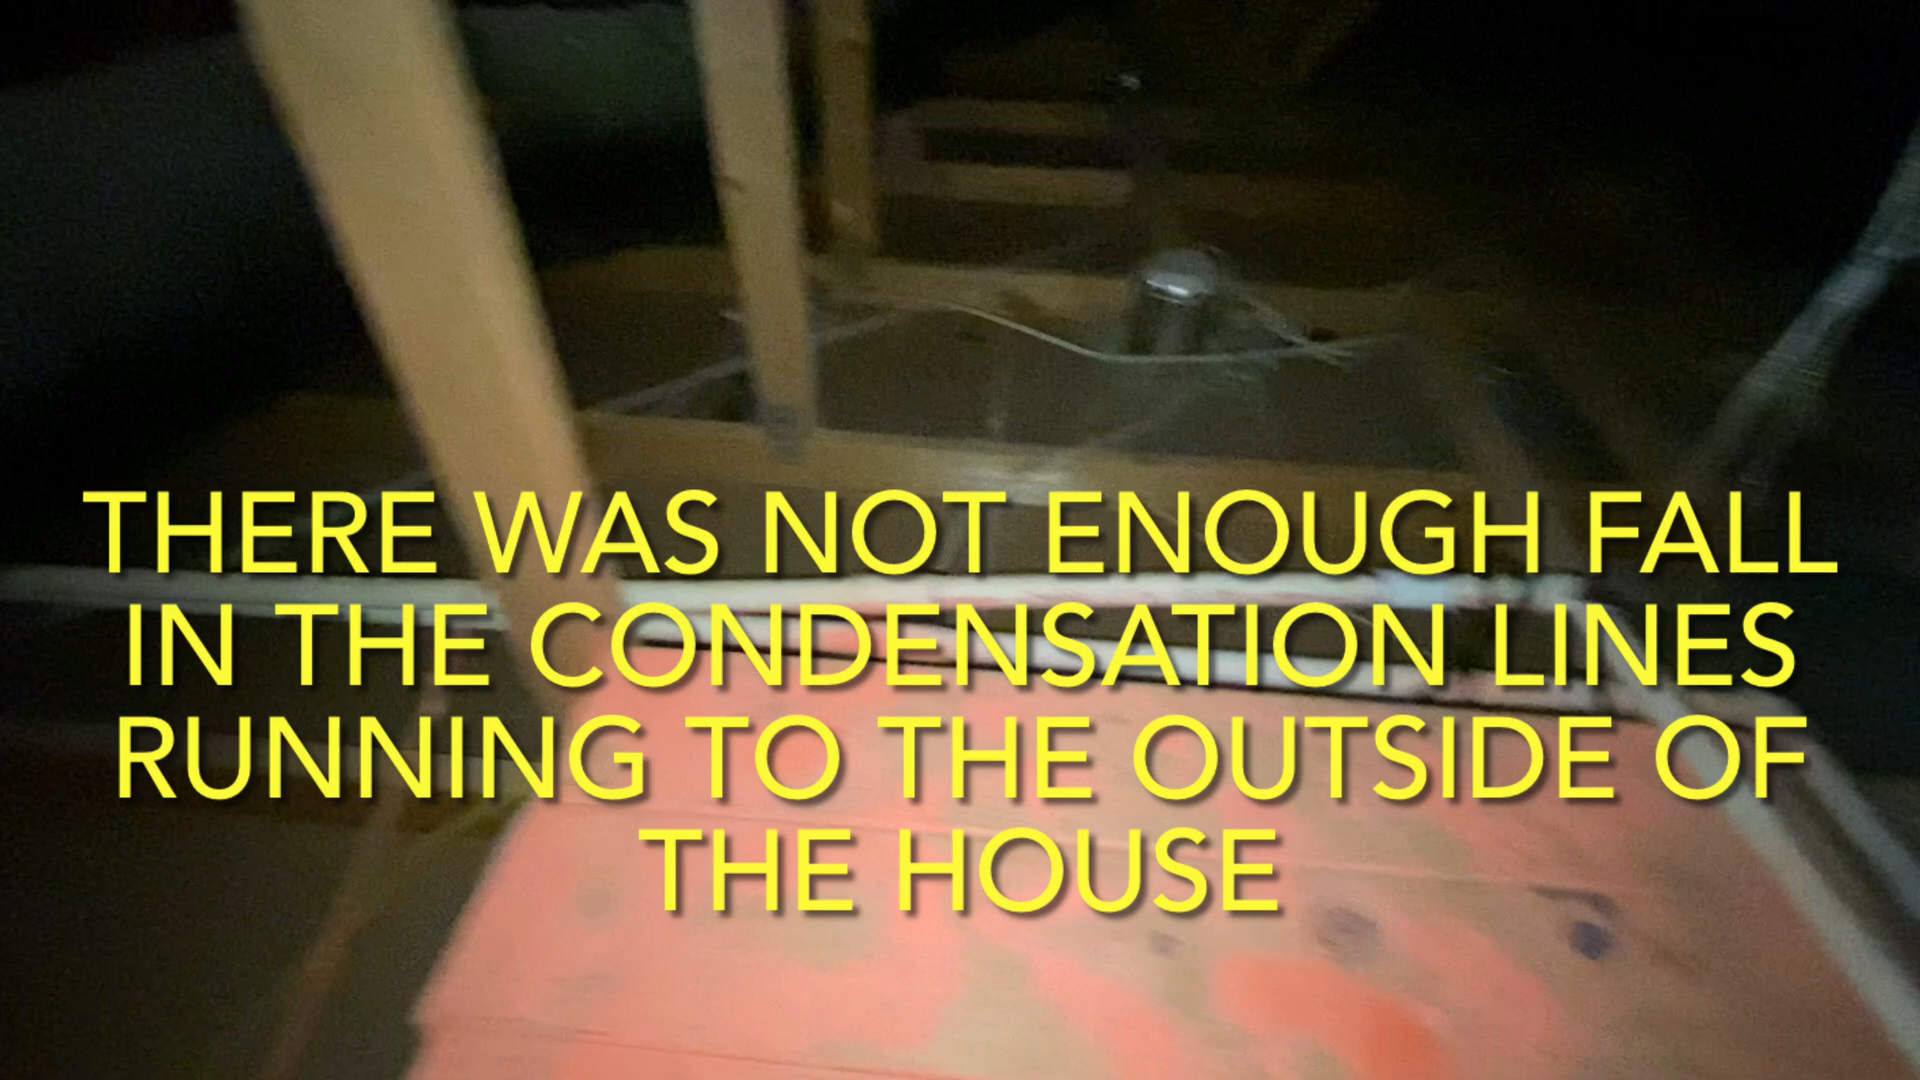 THERE WAS NOT ENOUGH FALL
IN THE CONDENSATION LINES
RUNNING TO THE OUTSIDE OF
THE HOUSE